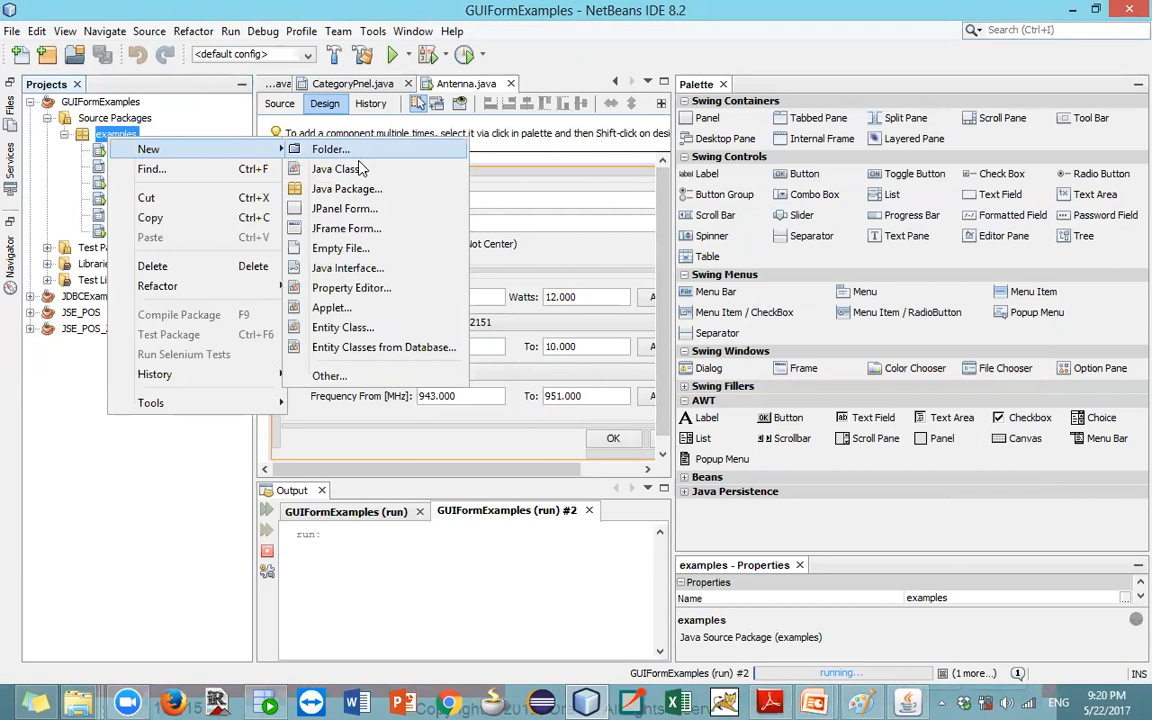 GUIFormExamples - NetBeans IDE 8.2
File Edit View Navigate Source Refactor Run Debug Profile Team Tools Window Help
Search (Ctrl+I)
<default config>
Projects
GUIFormExamples
Source Packages
examples
Test Pa
Librarie
Test Lib
JDBCExam
JSE_POS
JSE_POS_
Files
Services
Navigator
New
Find... Ctrl+F
Cut Ctrl+X
Copy Ctrl+C
Paste Ctrl+V
Delete Delete
Refactor
Compile Package F9
Test Package Ctrl+F6
Run Selenium Tests
History
Tools
Folder...
Java Class
Java Package...
JPanel Form...
JFrame Form...
Empty File...
Java Interface...
Property Editor...
Applet...
Entity Class...
Entity Classes from Database...
Other...
...ava CategoryPnel.java Antenna.java
Source Design History
To add a component multiple times, select it via click in palette and then Shift-click on desi
Not Center)
Watts: 12.000 A
2151
To: 10.000 A
Frequency From [MHz]: 943.000 To: 951.000 A
OK
Output
GUIFormExamples (run) GUIFormExamples (run) #2
run:
Palette
Swing Containers
Panel Tabbed Pane Split Pane Scroll Pane Tool Bar
Desktop Pane Internal Frame Layered Pane
Swing Controls
Label Button Toggle Button Check Box Radio Button
Button Group Combo Box List Text Field Text Area
Scroll Bar Slider Progress Bar Formatted Field Password Field
Spinner Separator Text Pane Editor Pane Tree
Table
Swing Menus
Menu Bar Menu Menu Item
Menu Item / CheckBox Menu Item / RadioButton Popup Menu
Separator
Swing Windows
Dialog Frame Color Chooser File Chooser Option Pane
Swing Fillers
AWT
Label Button Text Field Text Area Checkbox Choice
List Scrollbar Scroll Pane Panel Canvas Menu Bar
Popup Menu
Beans
Java Persistence
examples - Properties
Properties
Name examples ...
examples
Java Source Package (examples)
GUIFormExamples (run) #2 running... (1 more...) INS
ENG
9:20 PM
5/22/2017